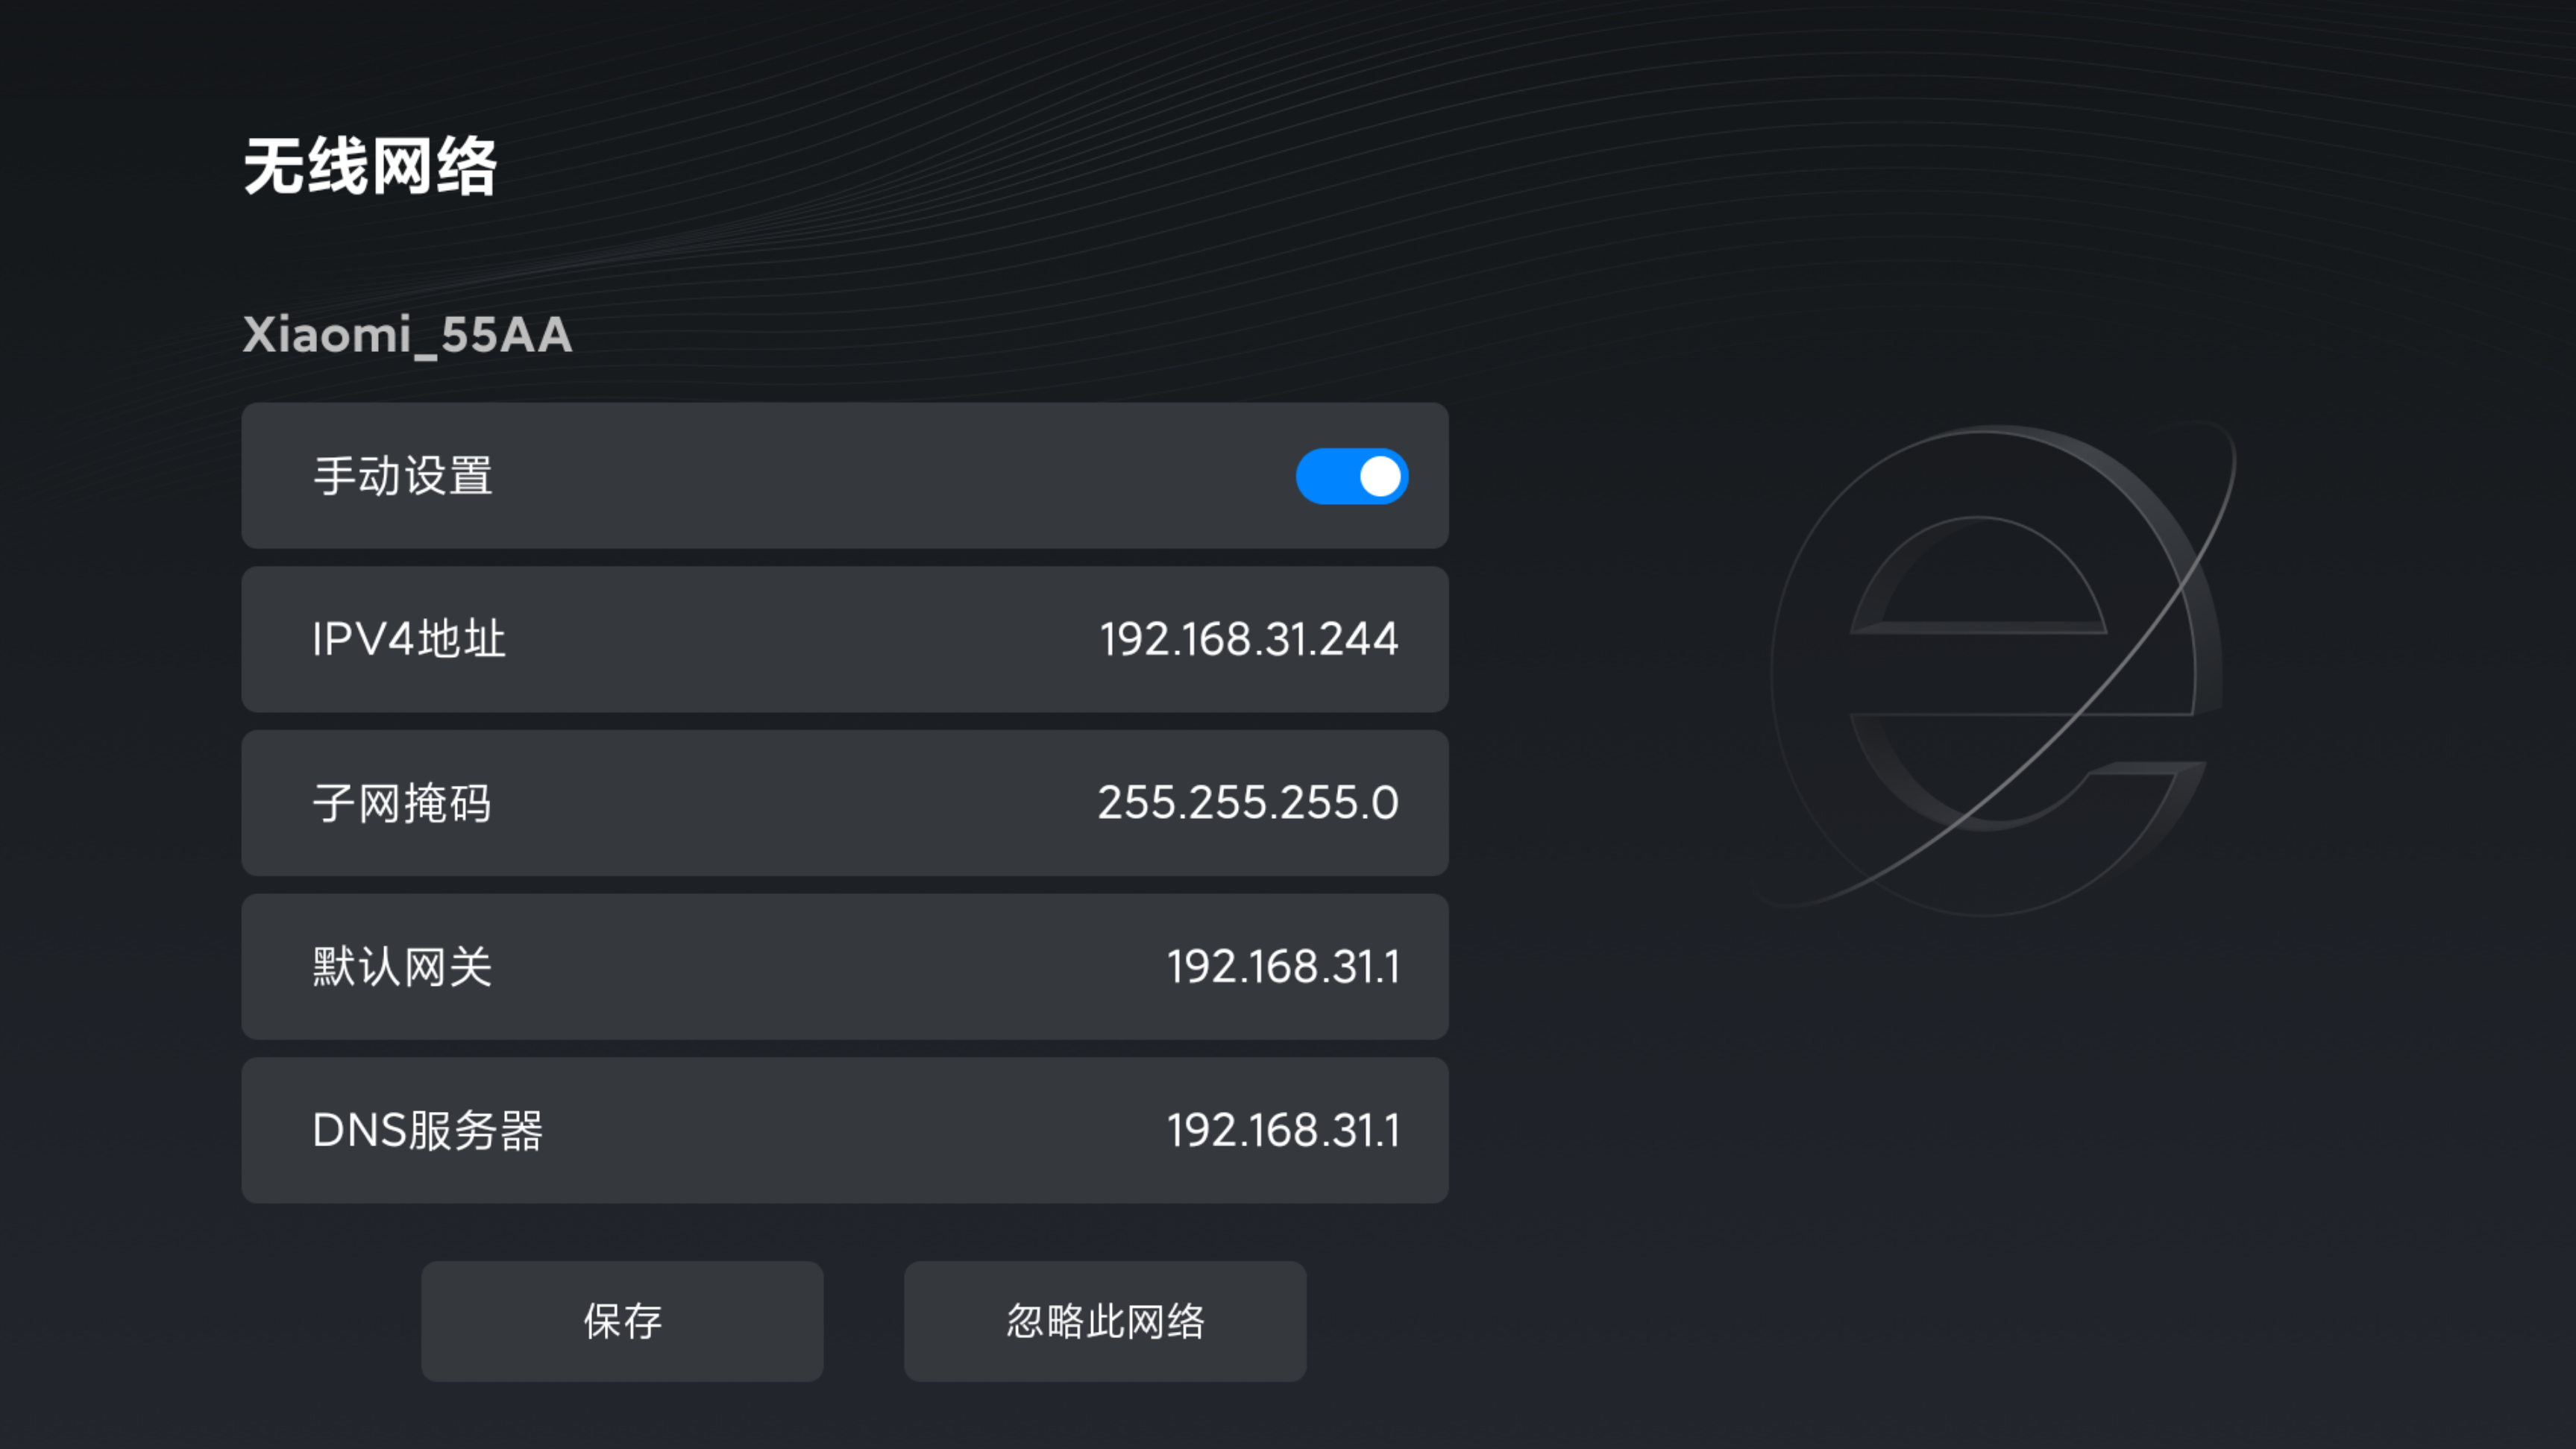 无线网络
Xiaomi_55AA
手动设置
IPV4地址 192.168.31.244
子网掩码 255.255.255.0
默认网关 192.168.31.1
DNS服务器 192.168.31.1
保存 忽略此网络